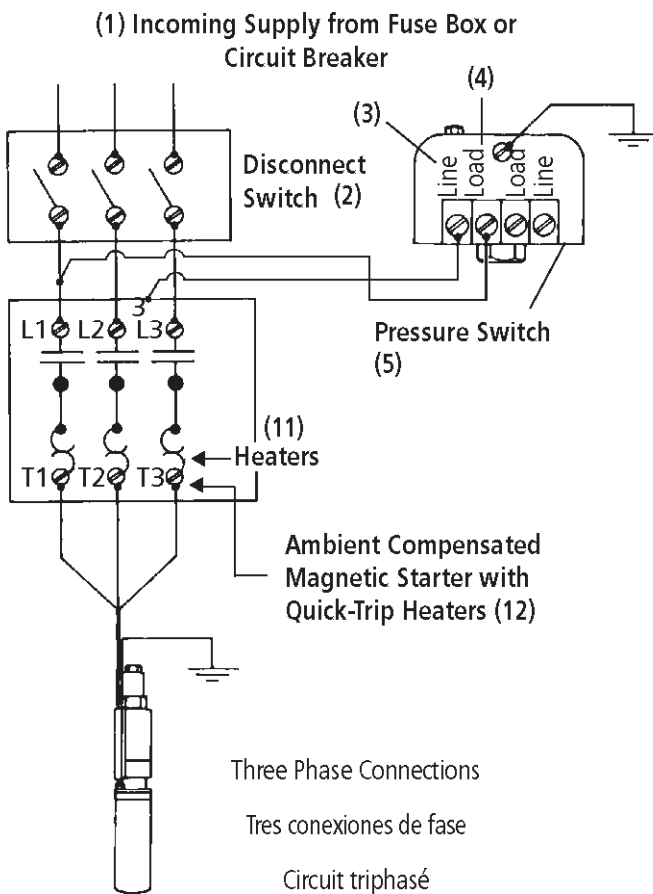 (1) Incoming Supply from Fuse Box or
Circuit Breaker
(4)
(3)
Line
Load
Load
Line
Disconnect
Switch (2)
3
L1 L2 L3
Pressure Switch
(5)
(11)
Heaters
T1 T2 T3
Ambient Compensated
Magnetic Starter with
Quick-Trip Heaters (12)
Three Phase Connections
Tres conexiones de fase
Circuit triphasé